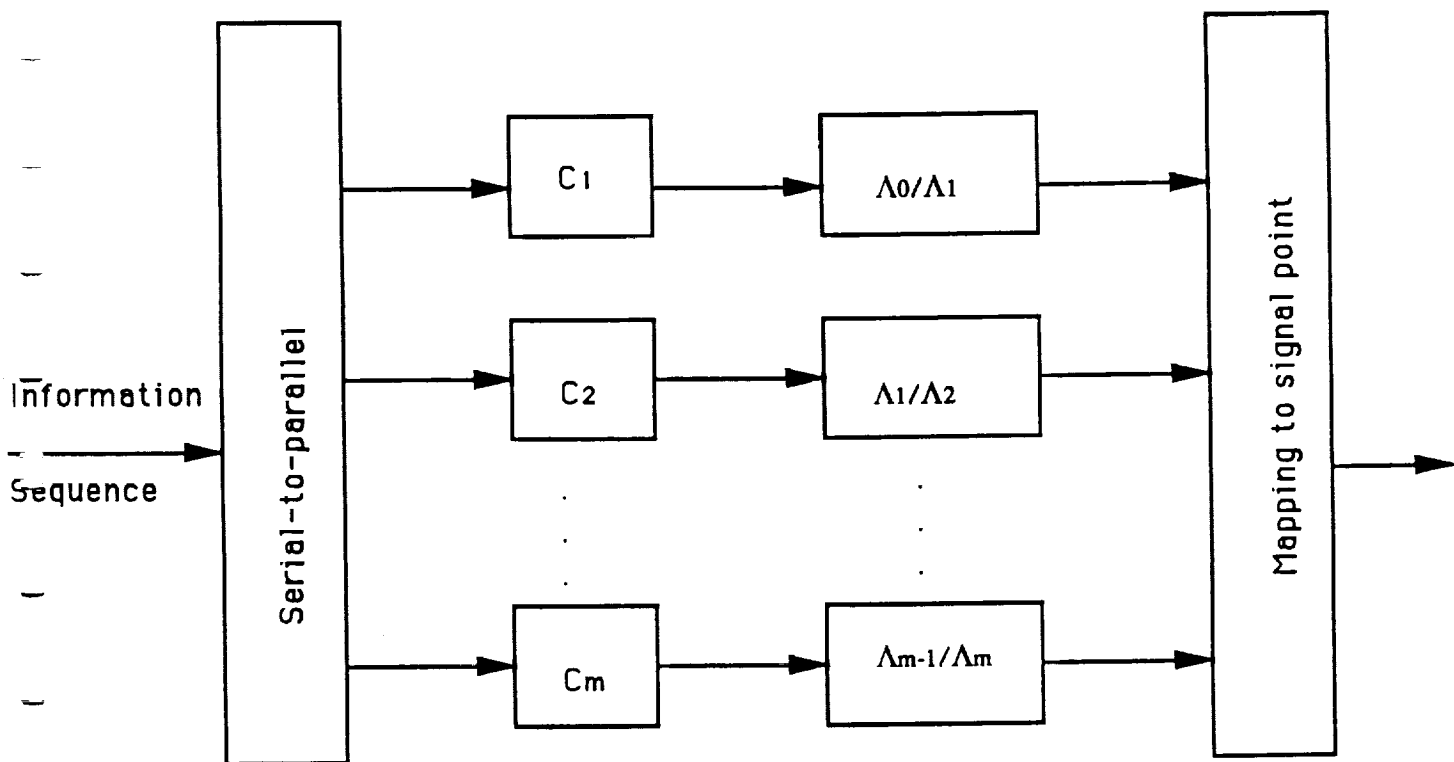 Information
Sequence
Serial-to-parallel
C1
Λ0/Λ1
C2
Λ1/Λ2
Cm
Λm-1/Λm
Mapping to signal point